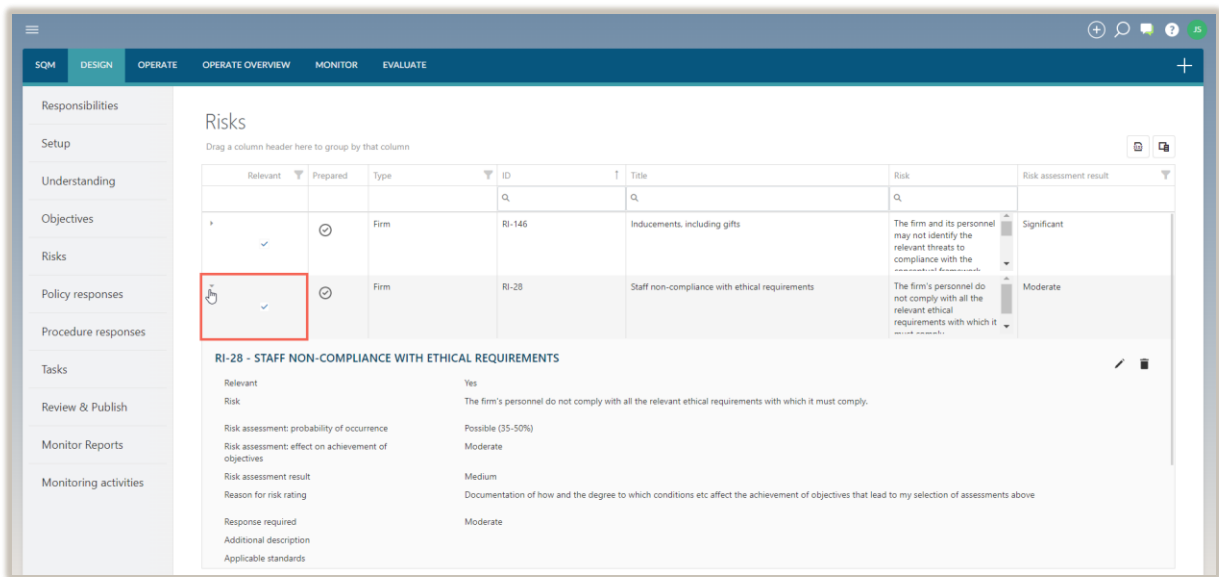 JS
SQM DESIGN OPERATE OPERATE OVERVIEW MONITOR EVALUATE
Responsibilities
Setup
Understanding
Objectives
Risks
Policy responses
Procedure responses
Tasks
Review & Publish
Monitor Reports
Monitoring activities
Risks
Drag a column header here to group by that column
Relevant Prepared Type ID Title Risk Risk assessment result
Firm RI-146 Inducements, including gifts Significant
The firm and its personnel
may not identify the
relevant threats to
compliance with the
conceptual framework
Firm RI-28 Staff non-compliance with ethical requirements Moderate
The firm's personnel do
not comply with all the
relevant ethical
requirements with which it
must comply.
RI-28 - STAFF NON-COMPLIANCE WITH ETHICAL REQUIREMENTS
Relevant Yes
Risk The firm's personnel do not comply with all the relevant ethical requirements with which it must comply.
Risk assessment: probability of occurrence Possible (35-50%)
Risk assessment: effect on achievement of Moderate
objectives
Risk assessment result Medium
Reason for risk rating Documentation of how and the degree to which conditions etc affect the achievement of objectives that lead to my selection of assessments above
Response required Moderate
Additional description
Applicable standards